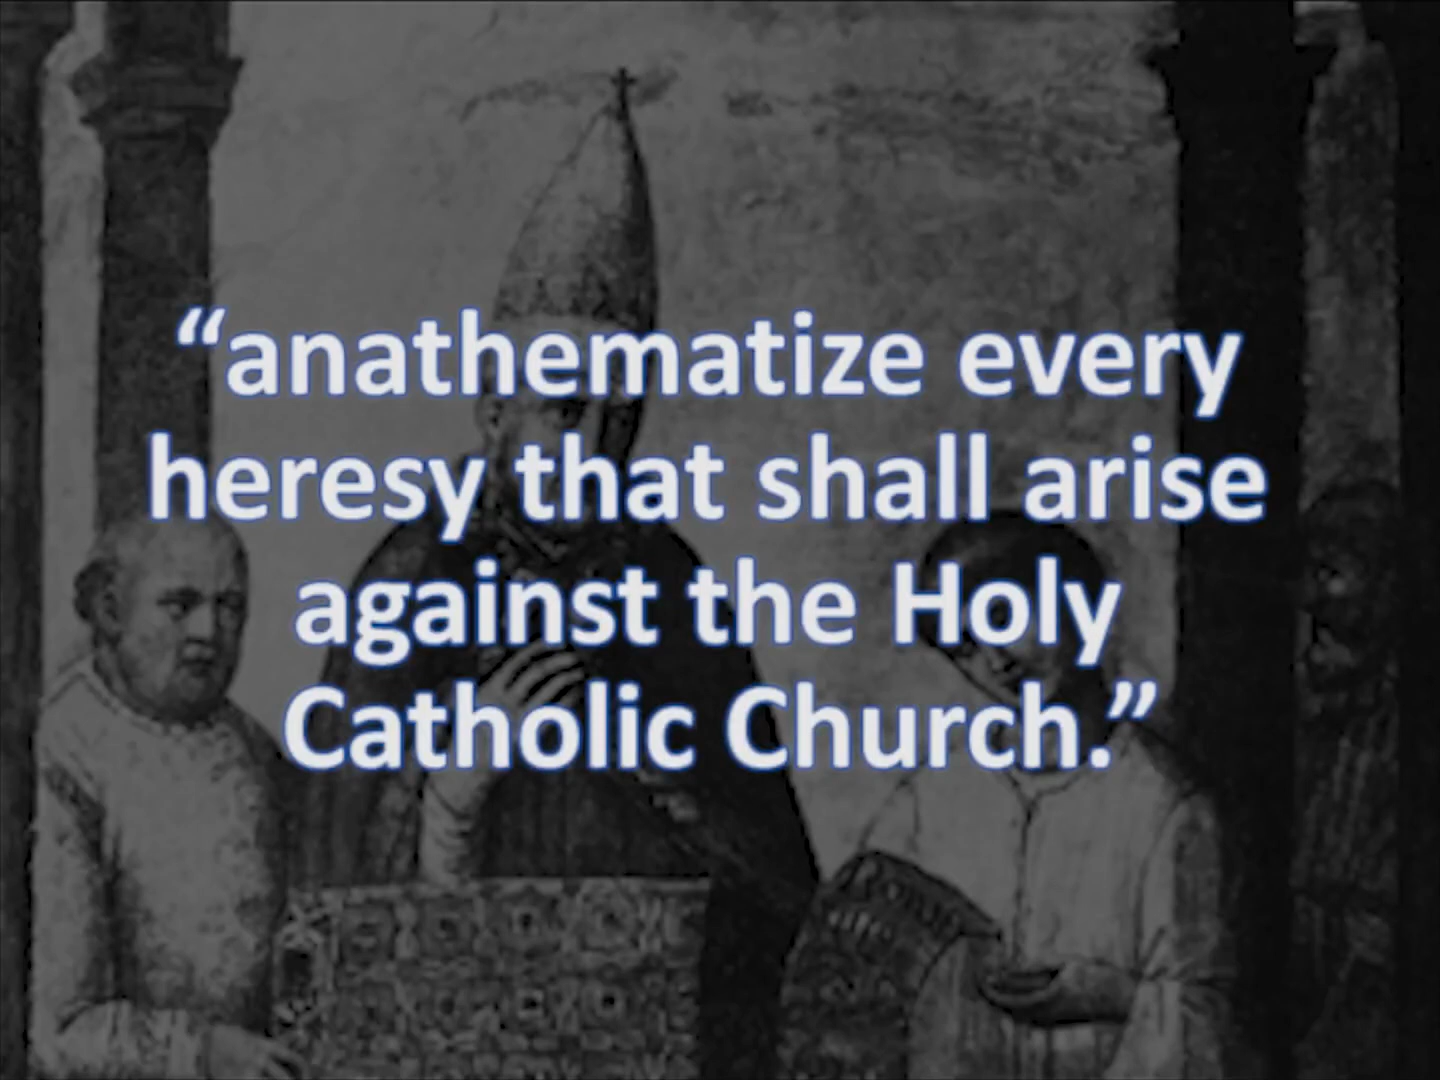 “anathematize every
heresy that shall arise
against the Holy
Catholic Church.”